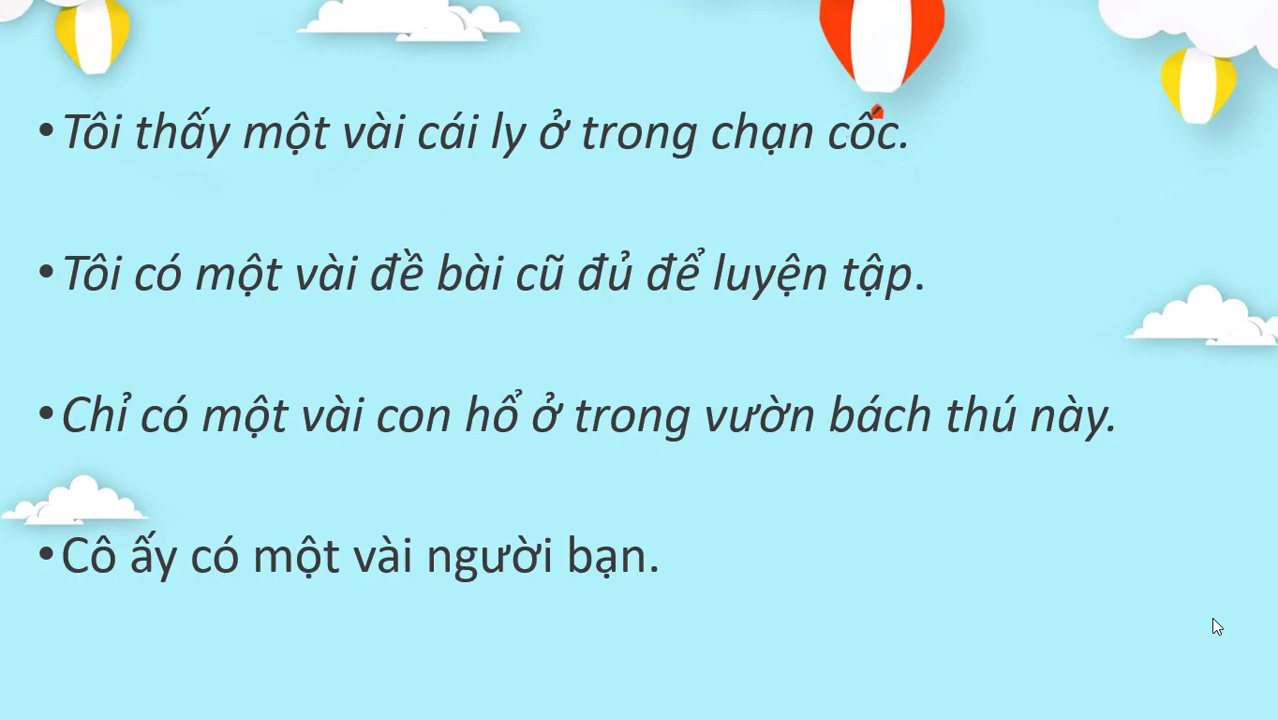 •Tôi thấy một vài cái ly ở trong chạn cốc.
•Tôi có một vài đề bài cũ đủ để luyện tập.
•Chỉ có một vài con hổ ở trong vườn bách thú này.
•Cô ấy có một vài người bạn.